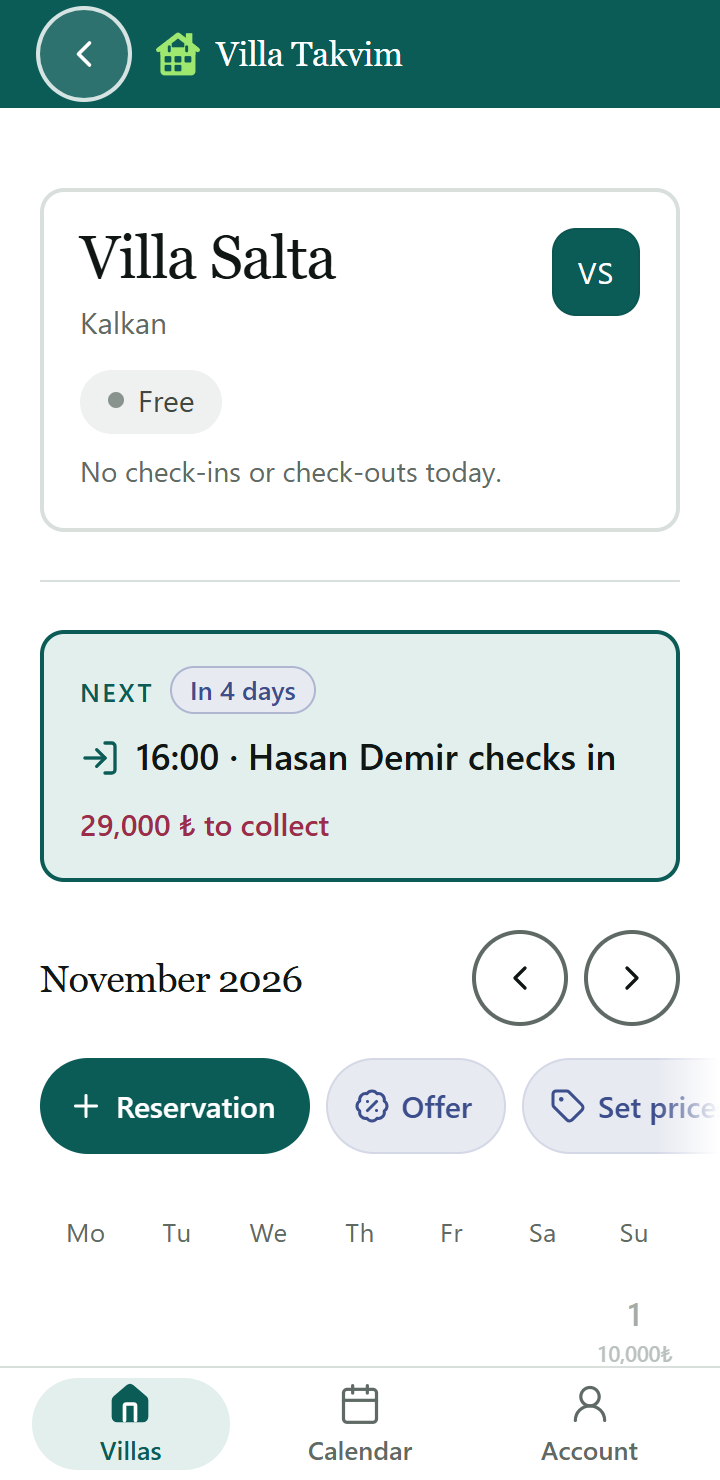 Villa Takvim
Villa Salta
VS
Kalkan
Free
No check-ins or check-outs today.
NEXT In 4 days
16:00 · Hasan Demir checks in
29,000 ₺ to collect
November 2026
Reservation Offer Set price
Mo Tu We Th Fr Sa Su
1
10,000₺
Villas Calendar Account